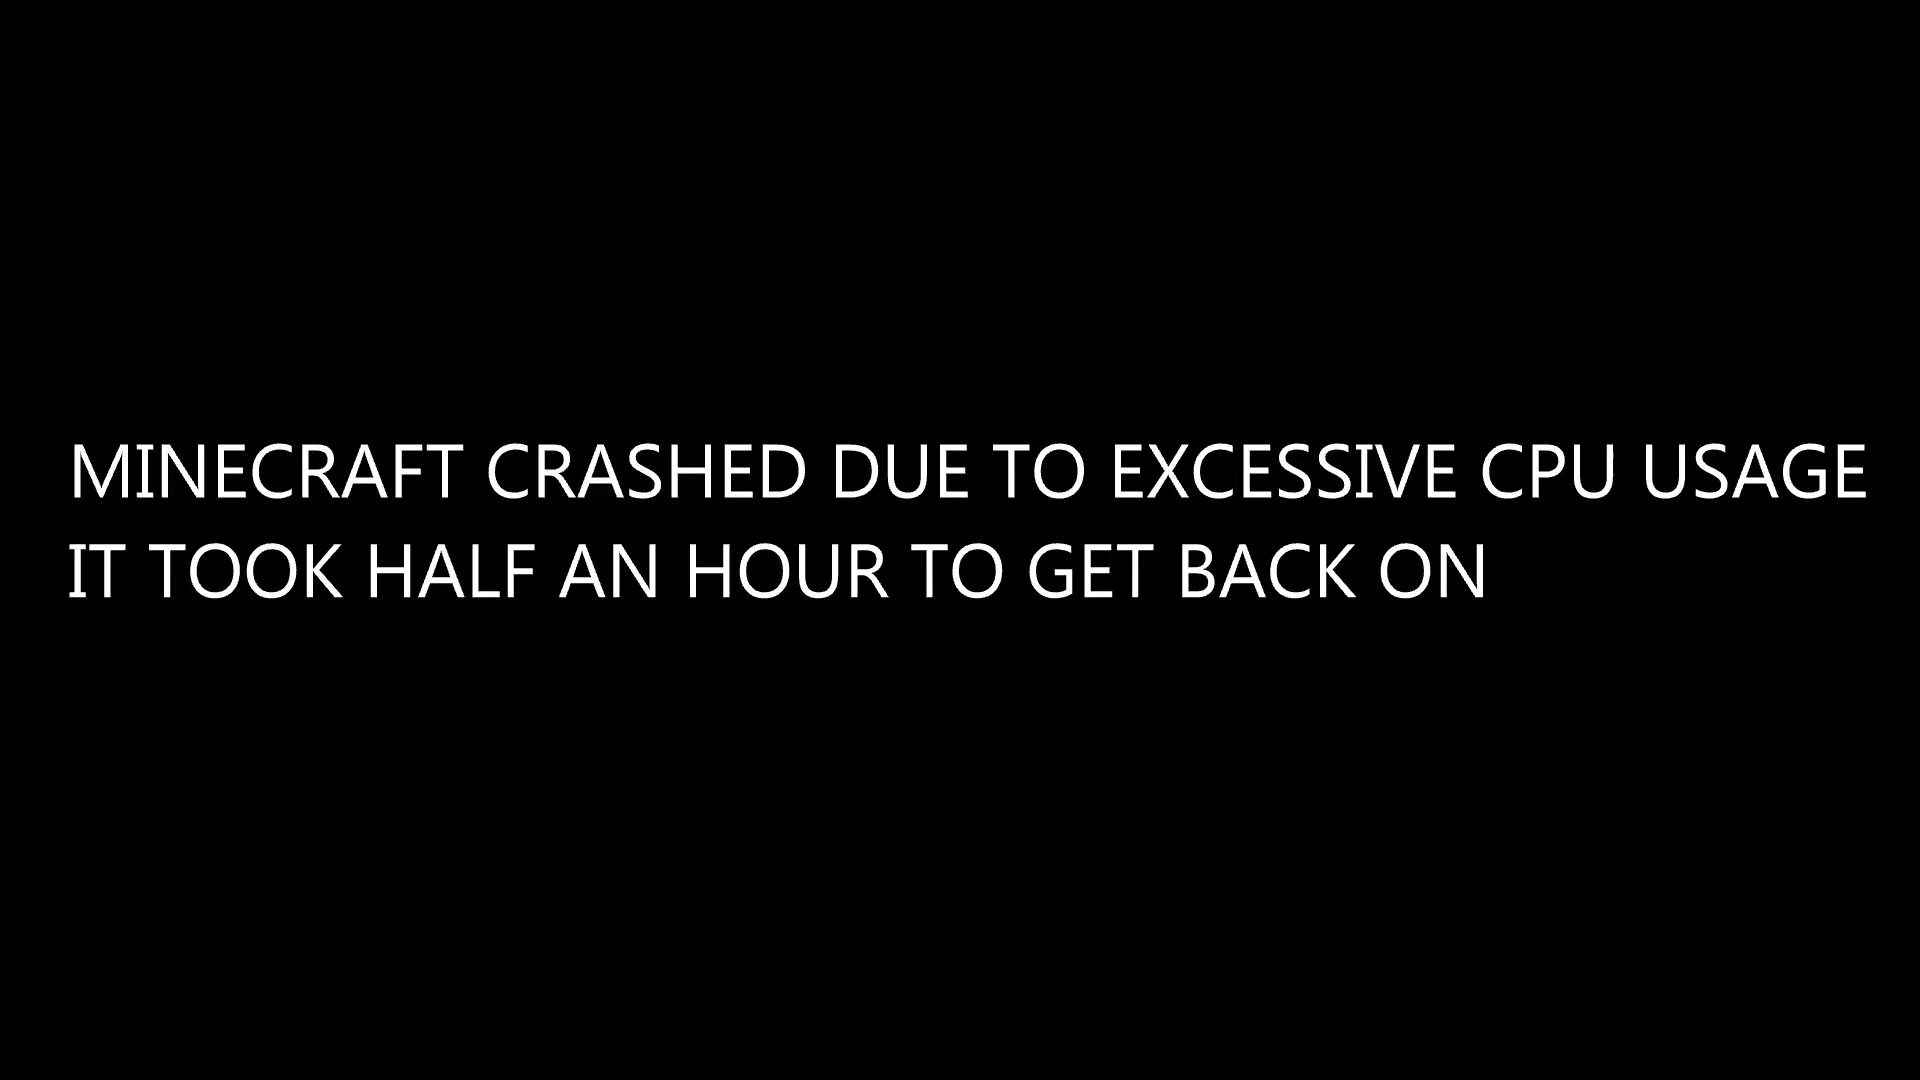 MINECRAFT CRASHED DUE TO EXCESSIVE CPU USAGE
IT TOOK HALF AN HOUR TO GET BACK ON